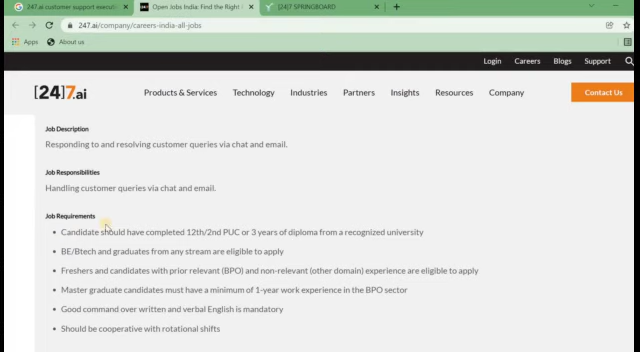 247.ai customer support executi
Open Jobs India: Find the Right
[24]7 SPRINGBOARD
247.ai/company/careers-india-all-jobs
Apps
About us
Login Careers Blogs Support
[24]7.ai
Products & Services Technology Industries Partners Insights Resources Company
Contact Us
Job Description
Responding to and resolving customer queries via chat and email.
Job Responsibilities
Handling customer queries via chat and email.
Job Requirements
• Candidate should have completed 12th/2nd PUC or 3 years of diploma from a recognized university
• BE/Btech and graduates from any stream are eligible to apply
• Freshers and candidates with prior relevant (BPO) and non-relevant (other domain) experience are eligible to apply
• Master graduate candidates must have a minimum of 1-year work experience in the BPO sector
• Good command over written and verbal English is mandatory
• Should be cooperative with rotational shifts